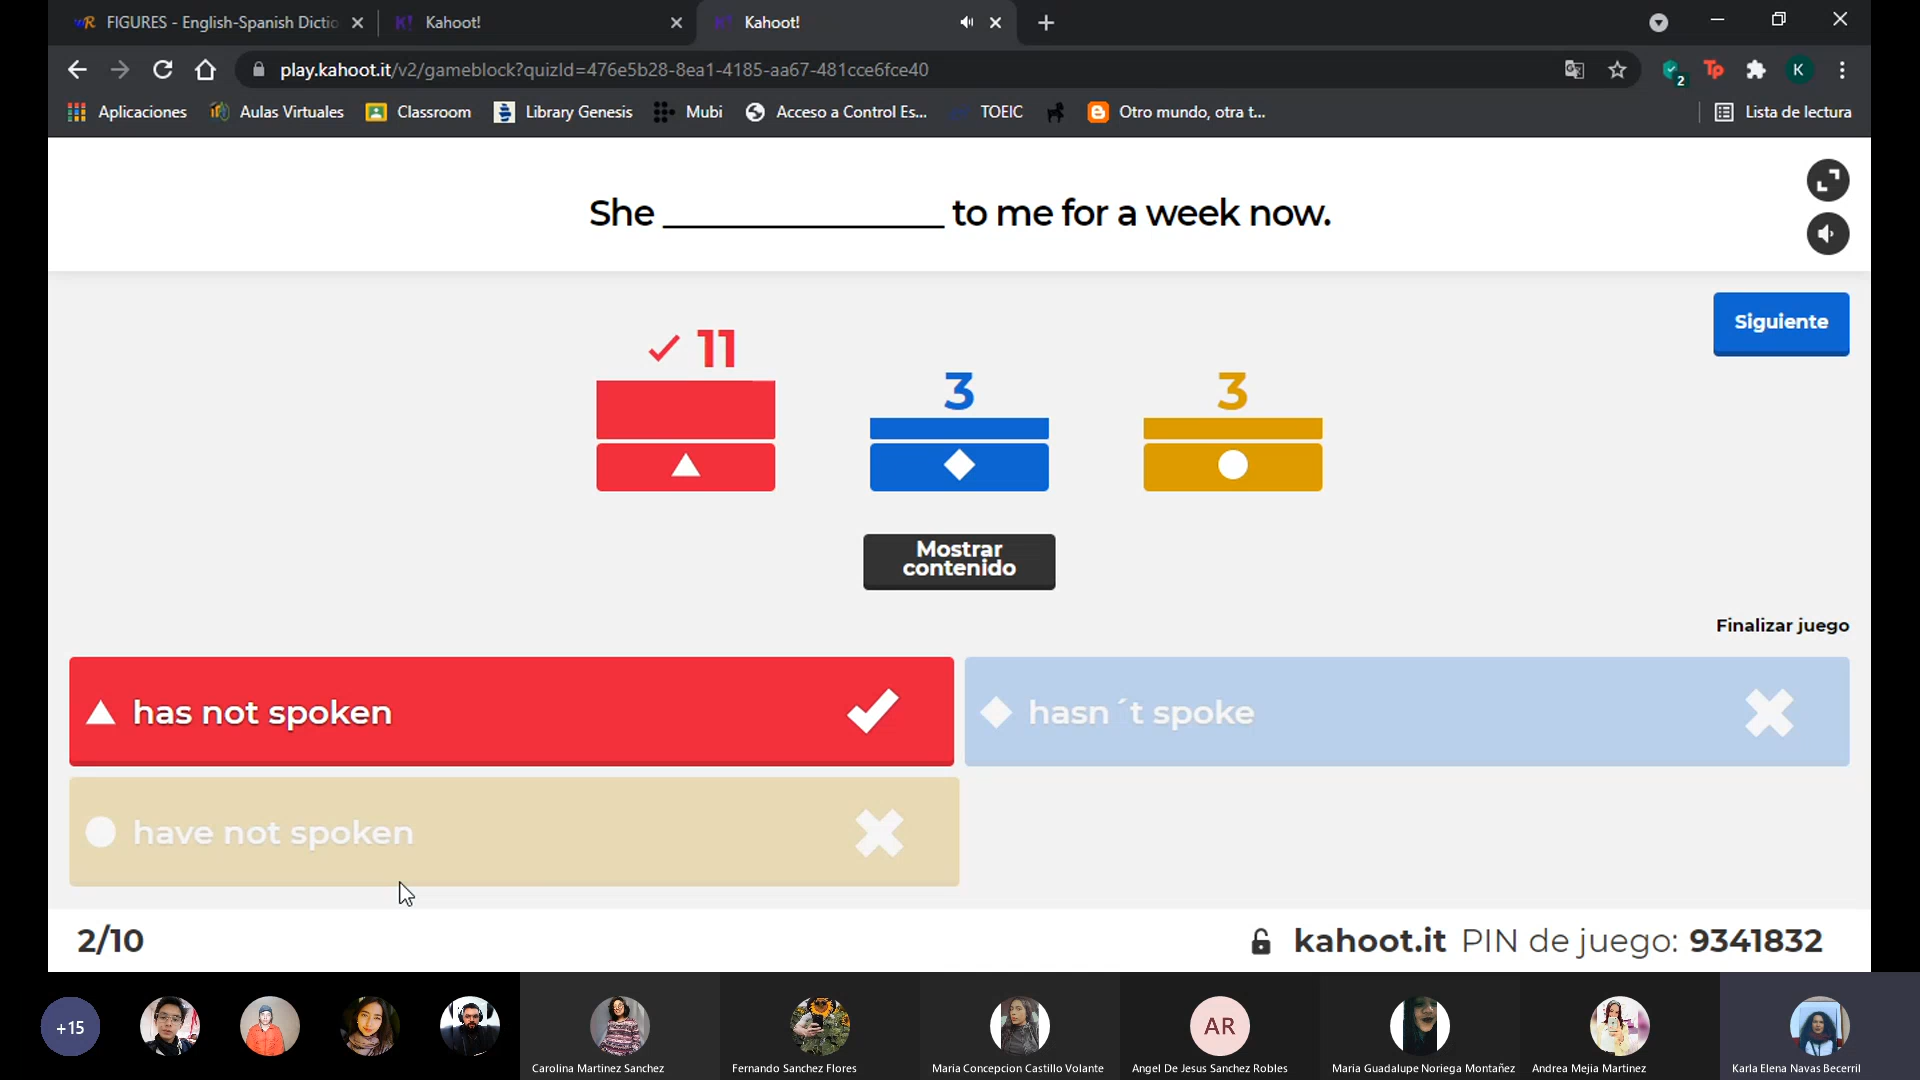 FIGURES - English-Spanish Dictio
Kahoot!
Kahoot!
play.kahoot.it/v2/gameblock?quizId=476e5b28-8ea1-4185-aa67-481cce6fce40
2
Tp
K
Aplicaciones
Aulas Virtuales
Classroom
Library Genesis
Mubi
Acceso a Control Es...
TOEIC
Otro mundo, otra t...
Lista de lectura
She ______________ to me for a week now.
Siguiente
11
3
3
Mostrar
contenido
Finalizar juego
has not spoken
hasn´t spoke
have not spoken
2/10
kahoot.it PIN de juego: 9341832
+15
AR
Carolina Martinez Sanchez
Fernando Sanchez Flores
Maria Concepcion Castillo Volante
Angel De Jesus Sanchez Robles
Maria Guadalupe Noriega Montañez
Andrea Mejia Martinez
Karla Elena Navas Becerril